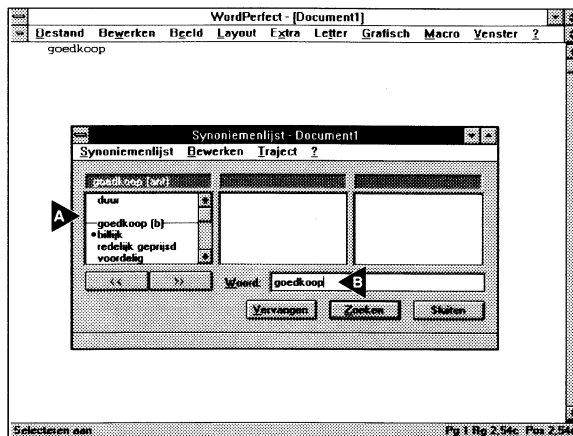 WordPerfect - [Document1]
Bestand Bewerken Beeld Layout Extra Letter Grafisch Macro Venster ?
goedkoop
Synoniemenlijst - Document1
Synoniemenlijst Bewerken Traject ?
goedkoop (ant)
duur
A
goedkoop (b)
• billijk
redelijk geprijsd
voordelig
<< >> Woord: goedkoop B
Vervangen Zoeken Sluiten
Selecteren aan Pg 1 Rg 2,54c Pos 2,54c